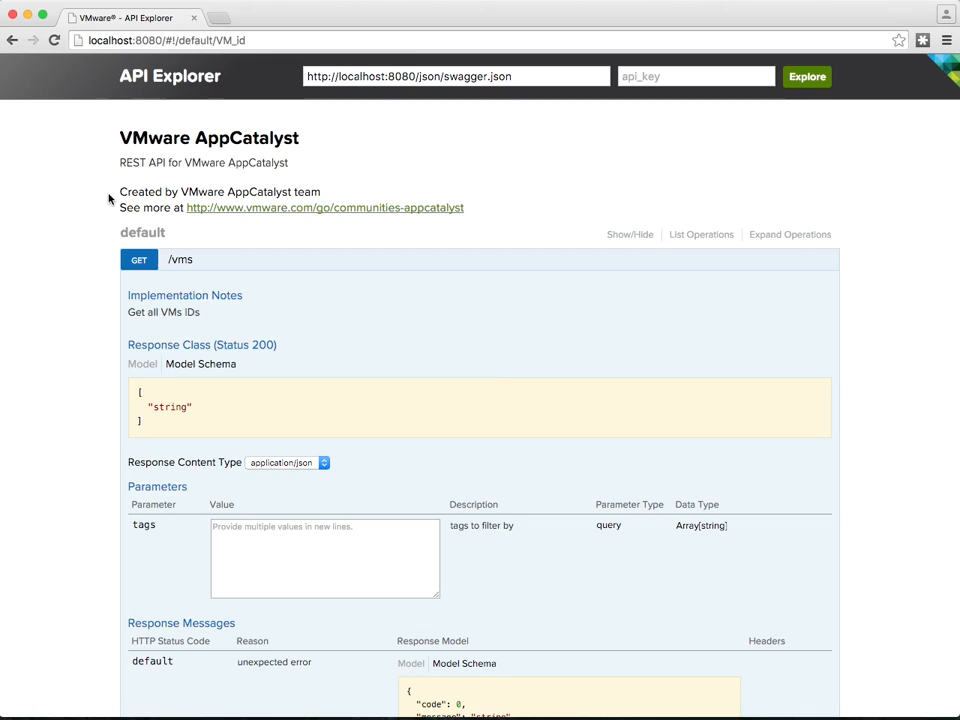 VMware® - API Explorer
localhost:8080/#!/default/VM_id
API Explorer
http://localhost:8080/json/swagger.json
api_key
Explore
VMware AppCatalyst
REST API for VMware AppCatalyst
Created by VMware AppCatalyst team
See more at http://www.vmware.com/go/communities-appcatalyst
default
Show/Hide
List Operations
Expand Operations
GET /vms
Implementation Notes
Get all VMs IDs
Response Class (Status 200)
Model Model Schema
[
"string"
]
Response Content Type application/json
Parameters
Parameter Value Description Parameter Type Data Type
tags Provide multiple values in new lines. tags to filter by query Array[string]
Response Messages
HTTP Status Code Reason Response Model Headers
default unexpected error Model Model Schema
{
"code": 0,
"message": "string"